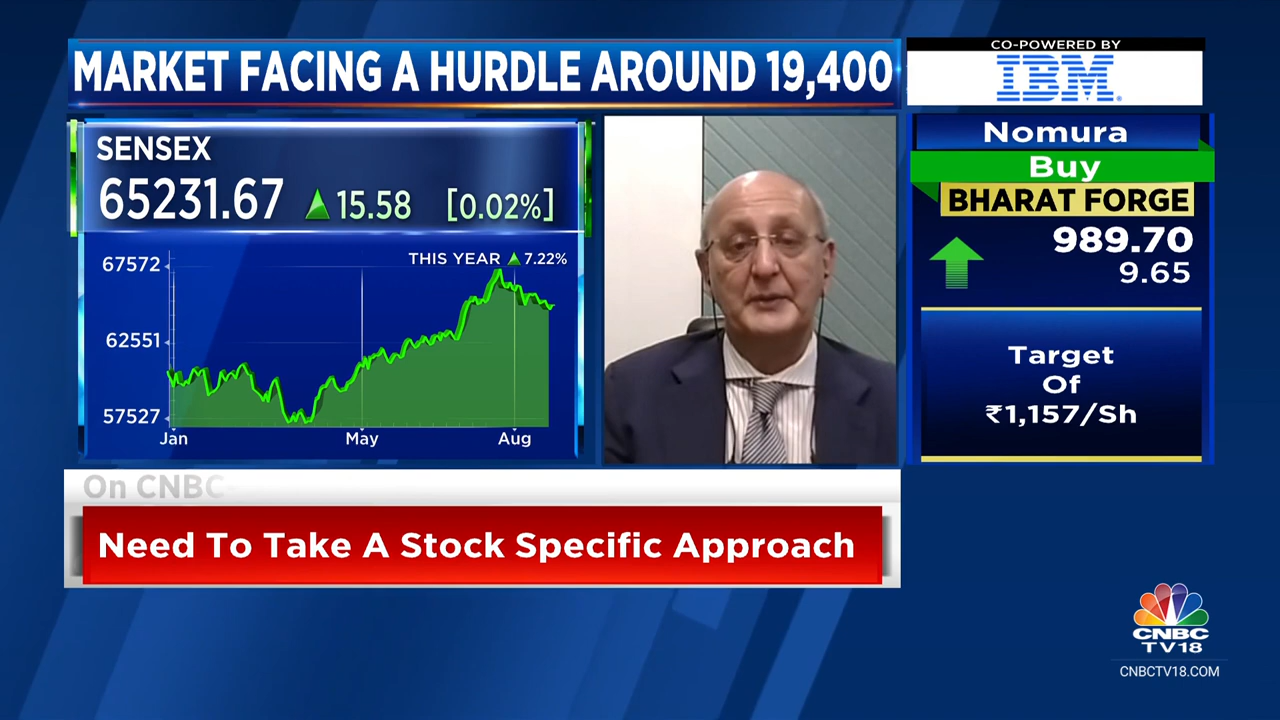 MARKET FACING A HURDLE AROUND 19,400
CO-POWERED BY
IBM
SENSEX
65231.67 ▲ 15.58 [0.02%]
THIS YEAR ▲ 7.22%
67572
62551
57527
Jan May Aug
Nomura
Buy
BHARAT FORGE
989.70
9.65
Target
Of
₹1,157/Sh
On CNBC
Need To Take A Stock Specific Approach
CNBC
TV18
CNBCTV18.COM